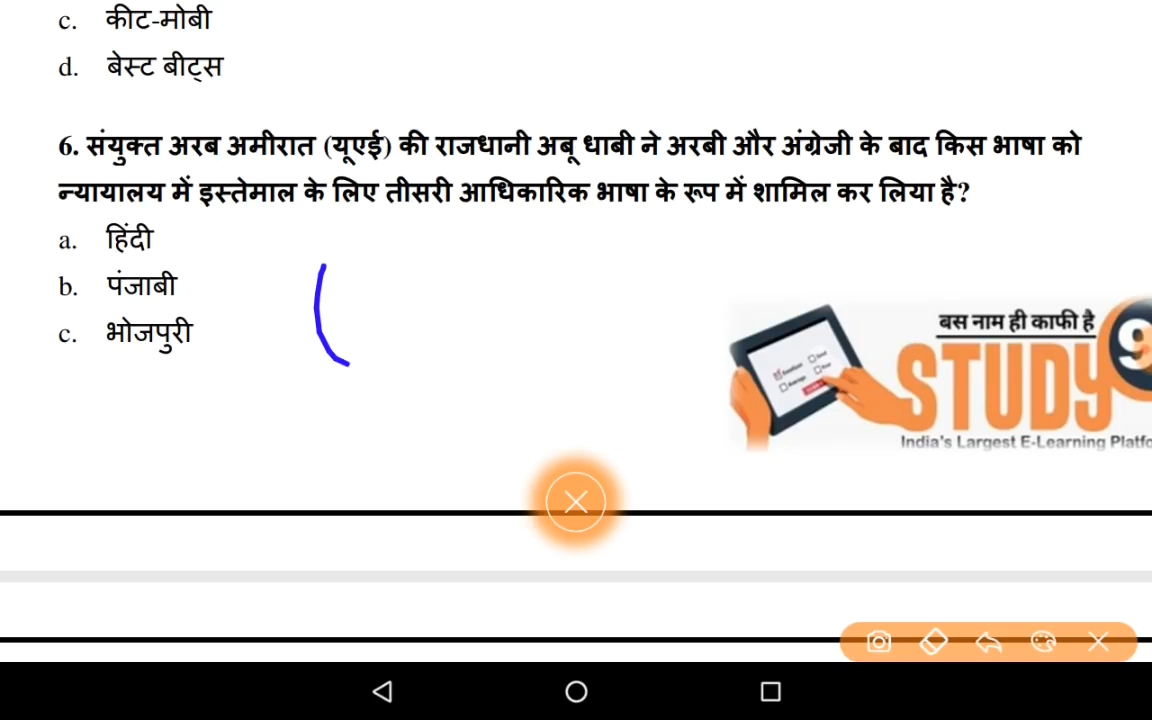 c. कीट-मोबी
d. बेस्ट बीट्स
6. संयुक्त अरब अमीरात (यूएई) की राजधानी अबू धाबी ने अरबी और अंग्रेजी के बाद किस भाषा को
न्यायालय में इस्तेमाल के लिए तीसरी आधिकारिक भाषा के रूप में शामिल कर लिया है?
a. हिंदी
b. पंजाबी
c. भोजपुरी
बस नाम ही काफी है
STUDY 9
India's Largest E-Learning Platfo